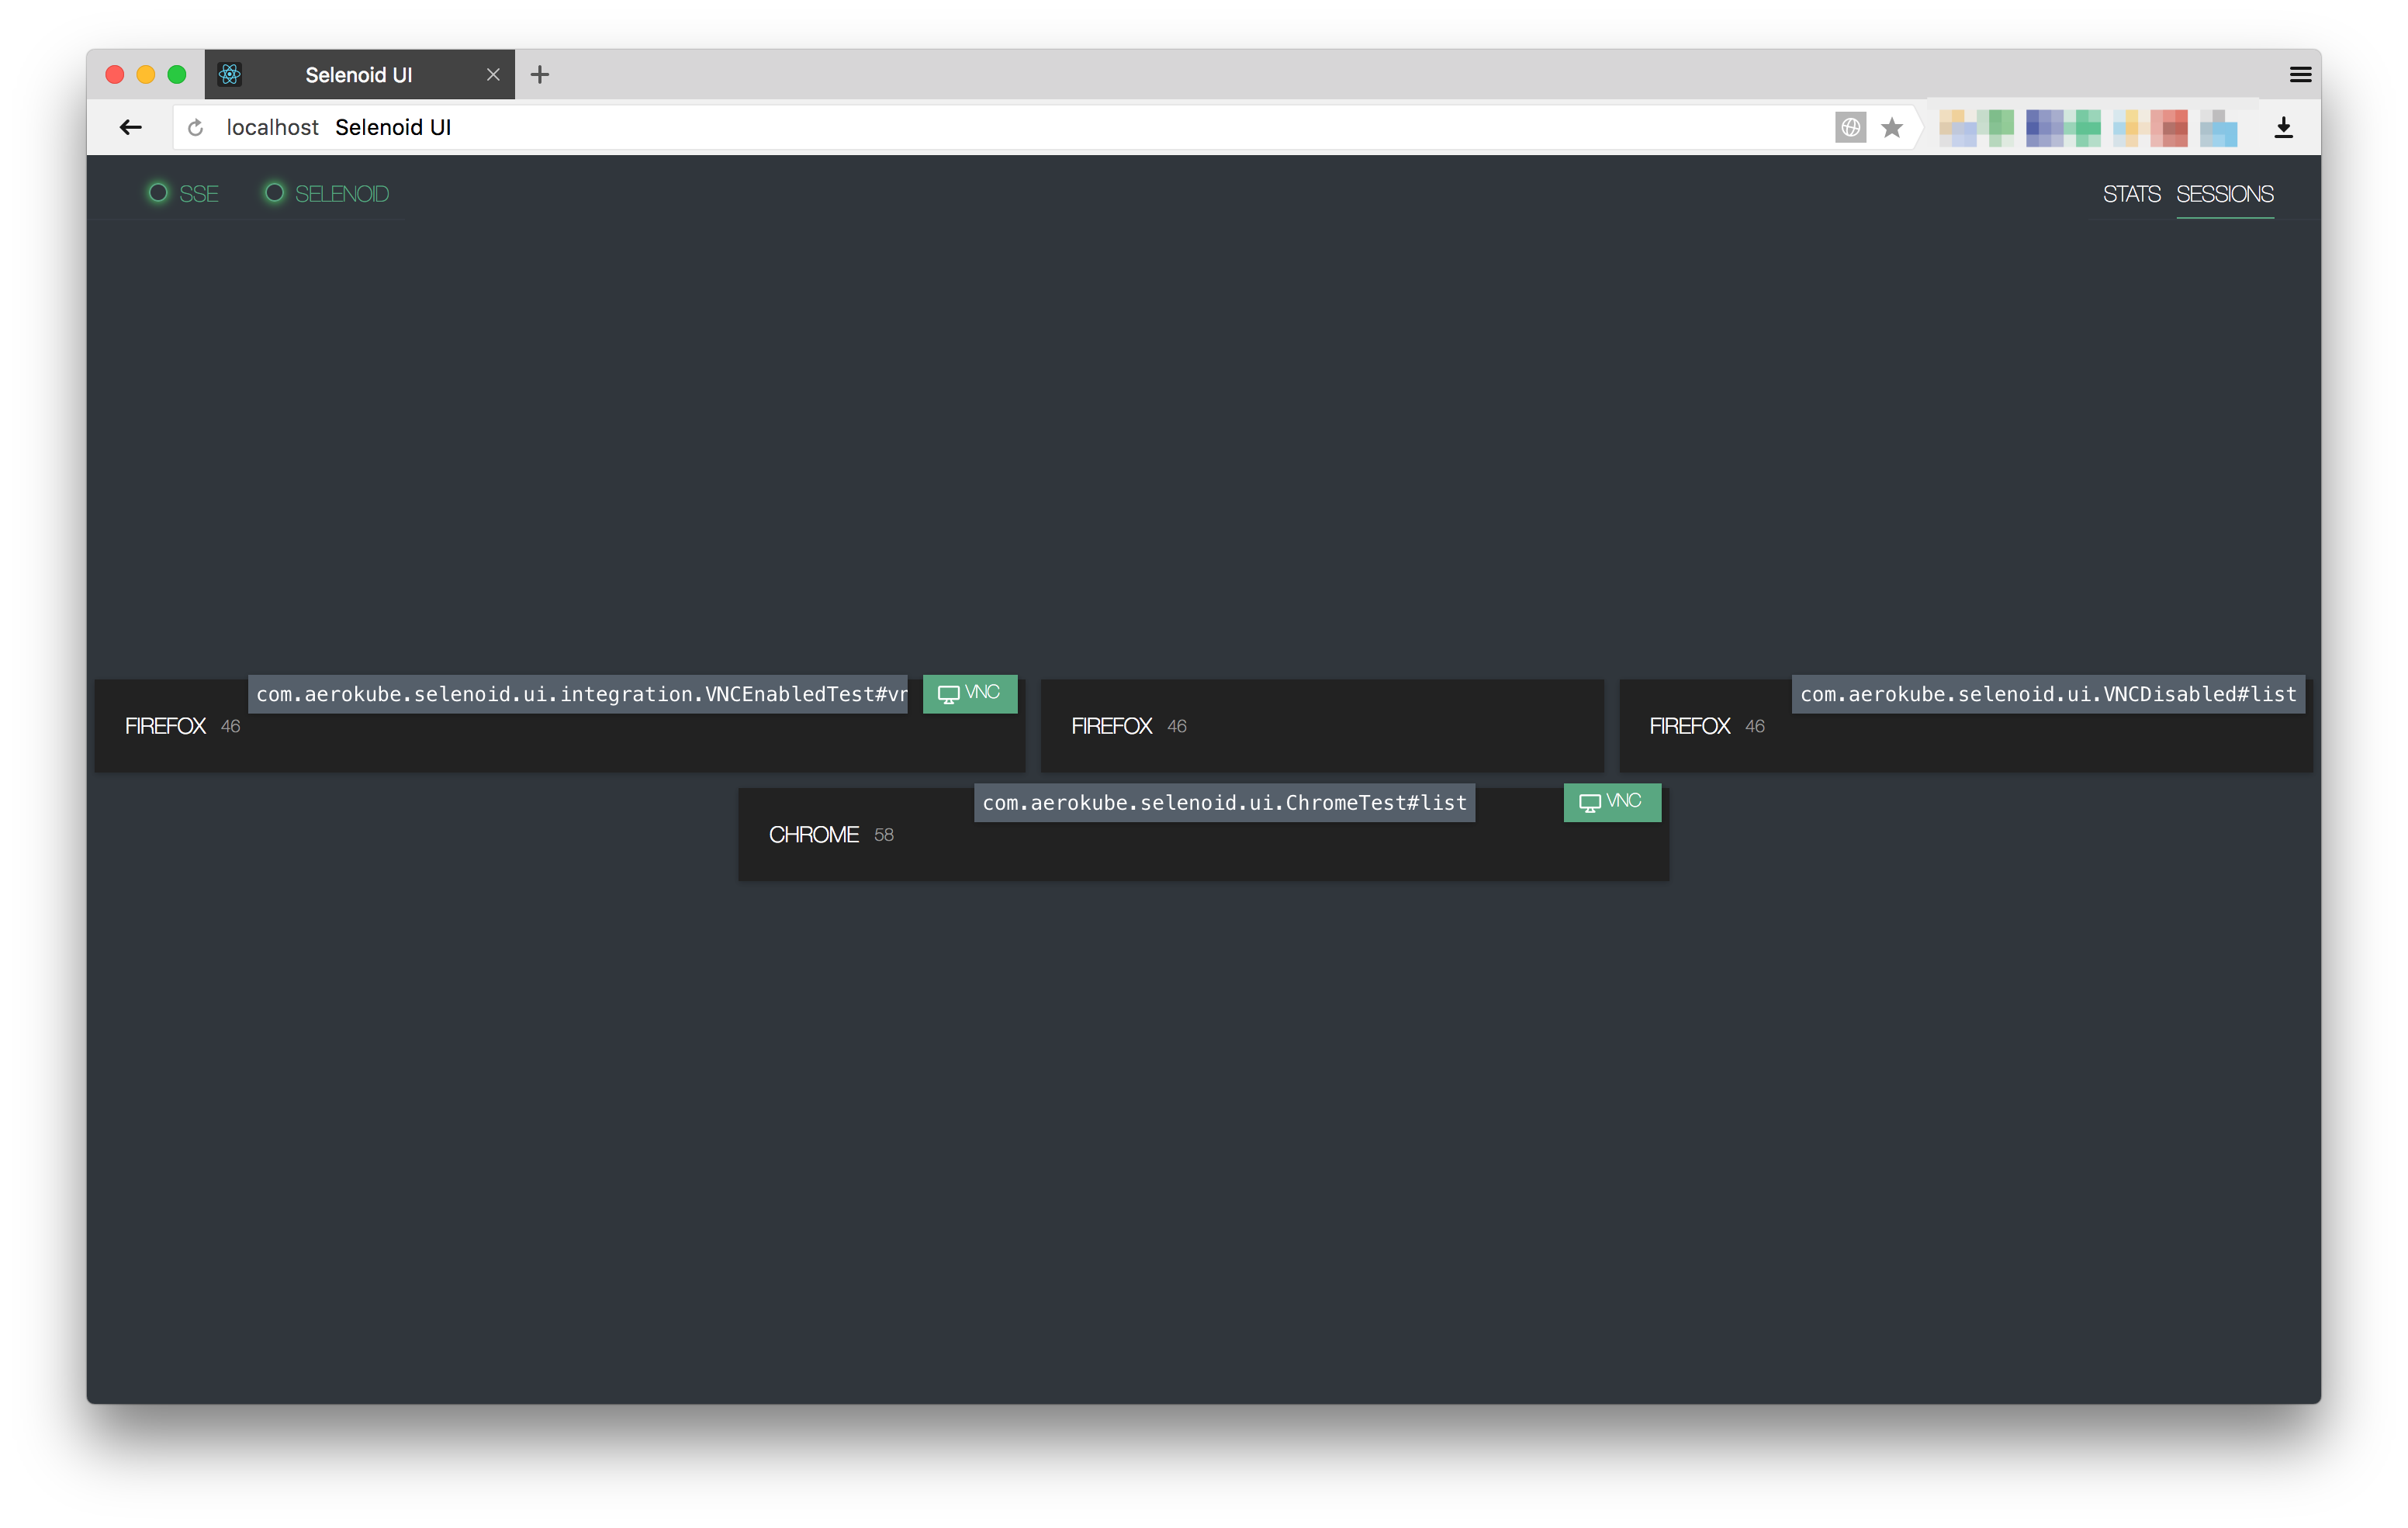 Selenoid UI
localhost Selenoid UI
SSE SELENOID STATS SESSIONS
com.aerokube.selenoid.ui.integration.VNCEnabledTest#vr VNC
FIREFOX 46
FIREFOX 46
com.aerokube.selenoid.ui.VNCDisabled#list
FIREFOX 46
com.aerokube.selenoid.ui.ChromeTest#list VNC
CHROME 58